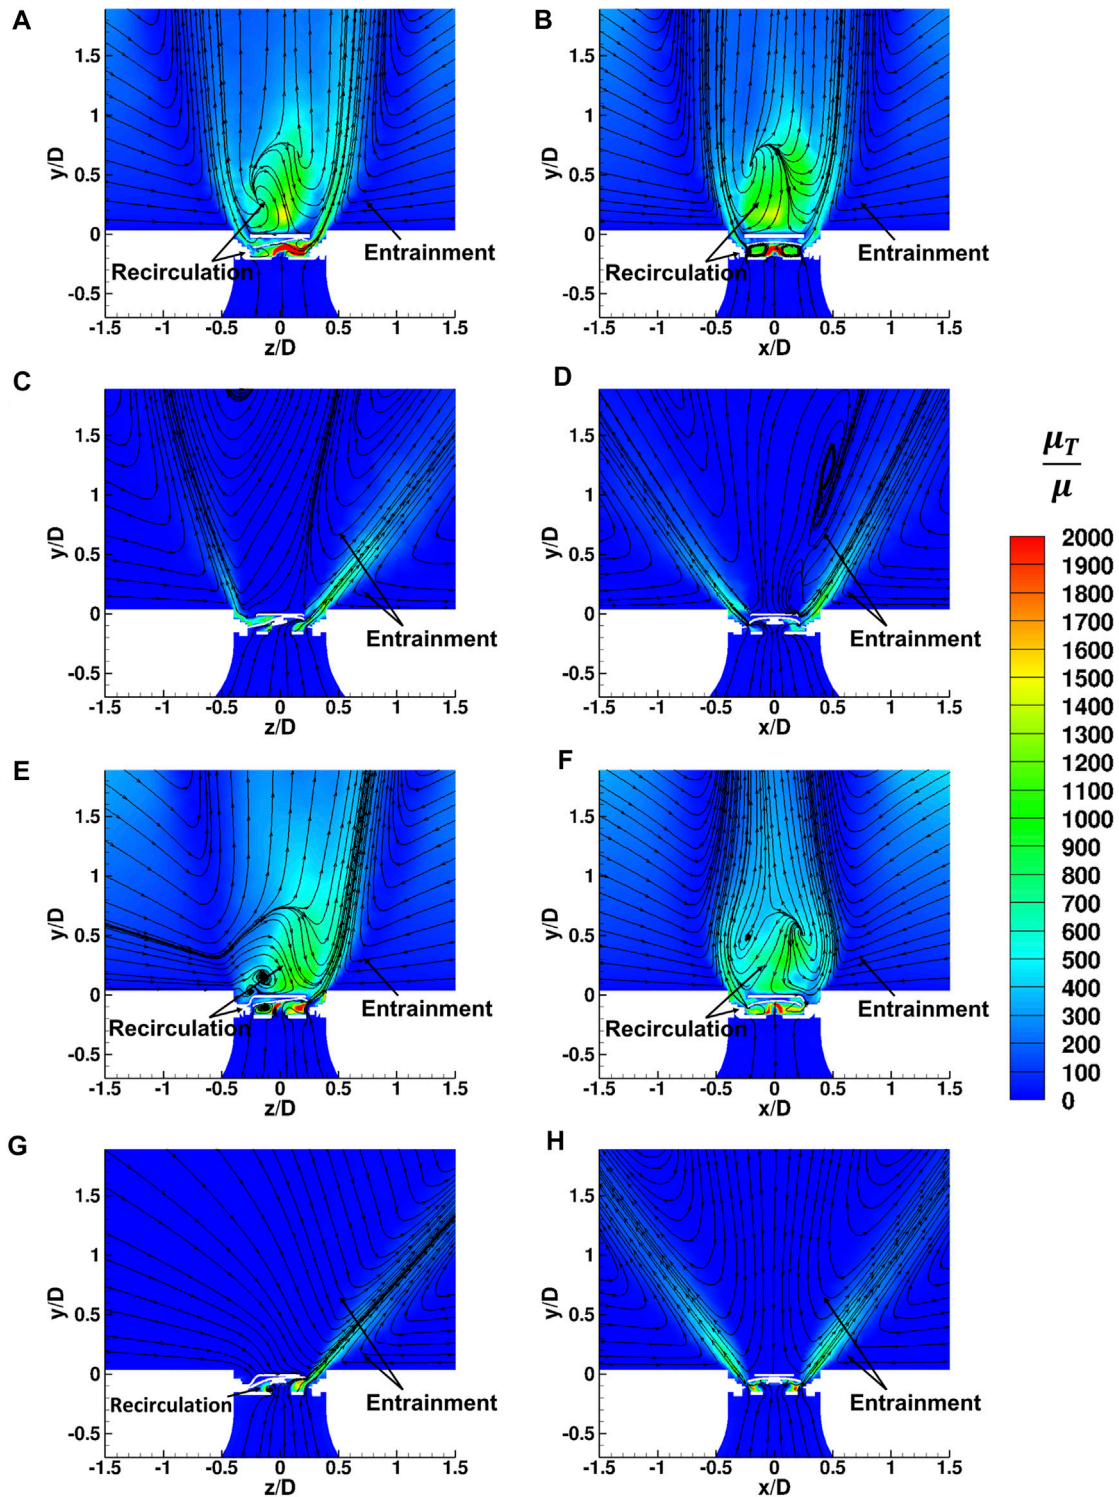 A
B
1.5
1
0.5
0
-0.5
y/D
Recirculation
Entrainment
-1.5 -1 -0.5 0 0.5 1 1.5
z/D
1.5
1
0.5
0
-0.5
y/D
Recirculation
Entrainment
-1.5 -1 -0.5 0 0.5 1 1.5
x/D
C
D
1.5
1
0.5
0
-0.5
y/D
Entrainment
-1.5 -1 -0.5 0 0.5 1 1.5
z/D
1.5
1
0.5
0
-0.5
y/D
Entrainment
-1.5 -1 -0.5 0 0.5 1 1.5
x/D
E
F
1.5
1
0.5
0
-0.5
y/D
Recirculation
Entrainment
-1.5 -1 -0.5 0 0.5 1 1.5
z/D
1.5
1
0.5
0
-0.5
y/D
Recirculation
Entrainment
-1.5 -1 -0.5 0 0.5 1 1.5
x/D
G
H
1.5
1
0.5
0
-0.5
y/D
Recirculation
Entrainment
-1.5 -1 -0.5 0 0.5 1 1.5
z/D
1.5
1
0.5
0
-0.5
y/D
Entrainment
-1.5 -1 -0.5 0 0.5 1 1.5
x/D
μT
μ
2000
1900
1800
1700
1600
1500
1400
1300
1200
1100
1000
900
800
700
600
500
400
300
200
100
0